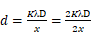 d = KλD/x = 2KλD/2x